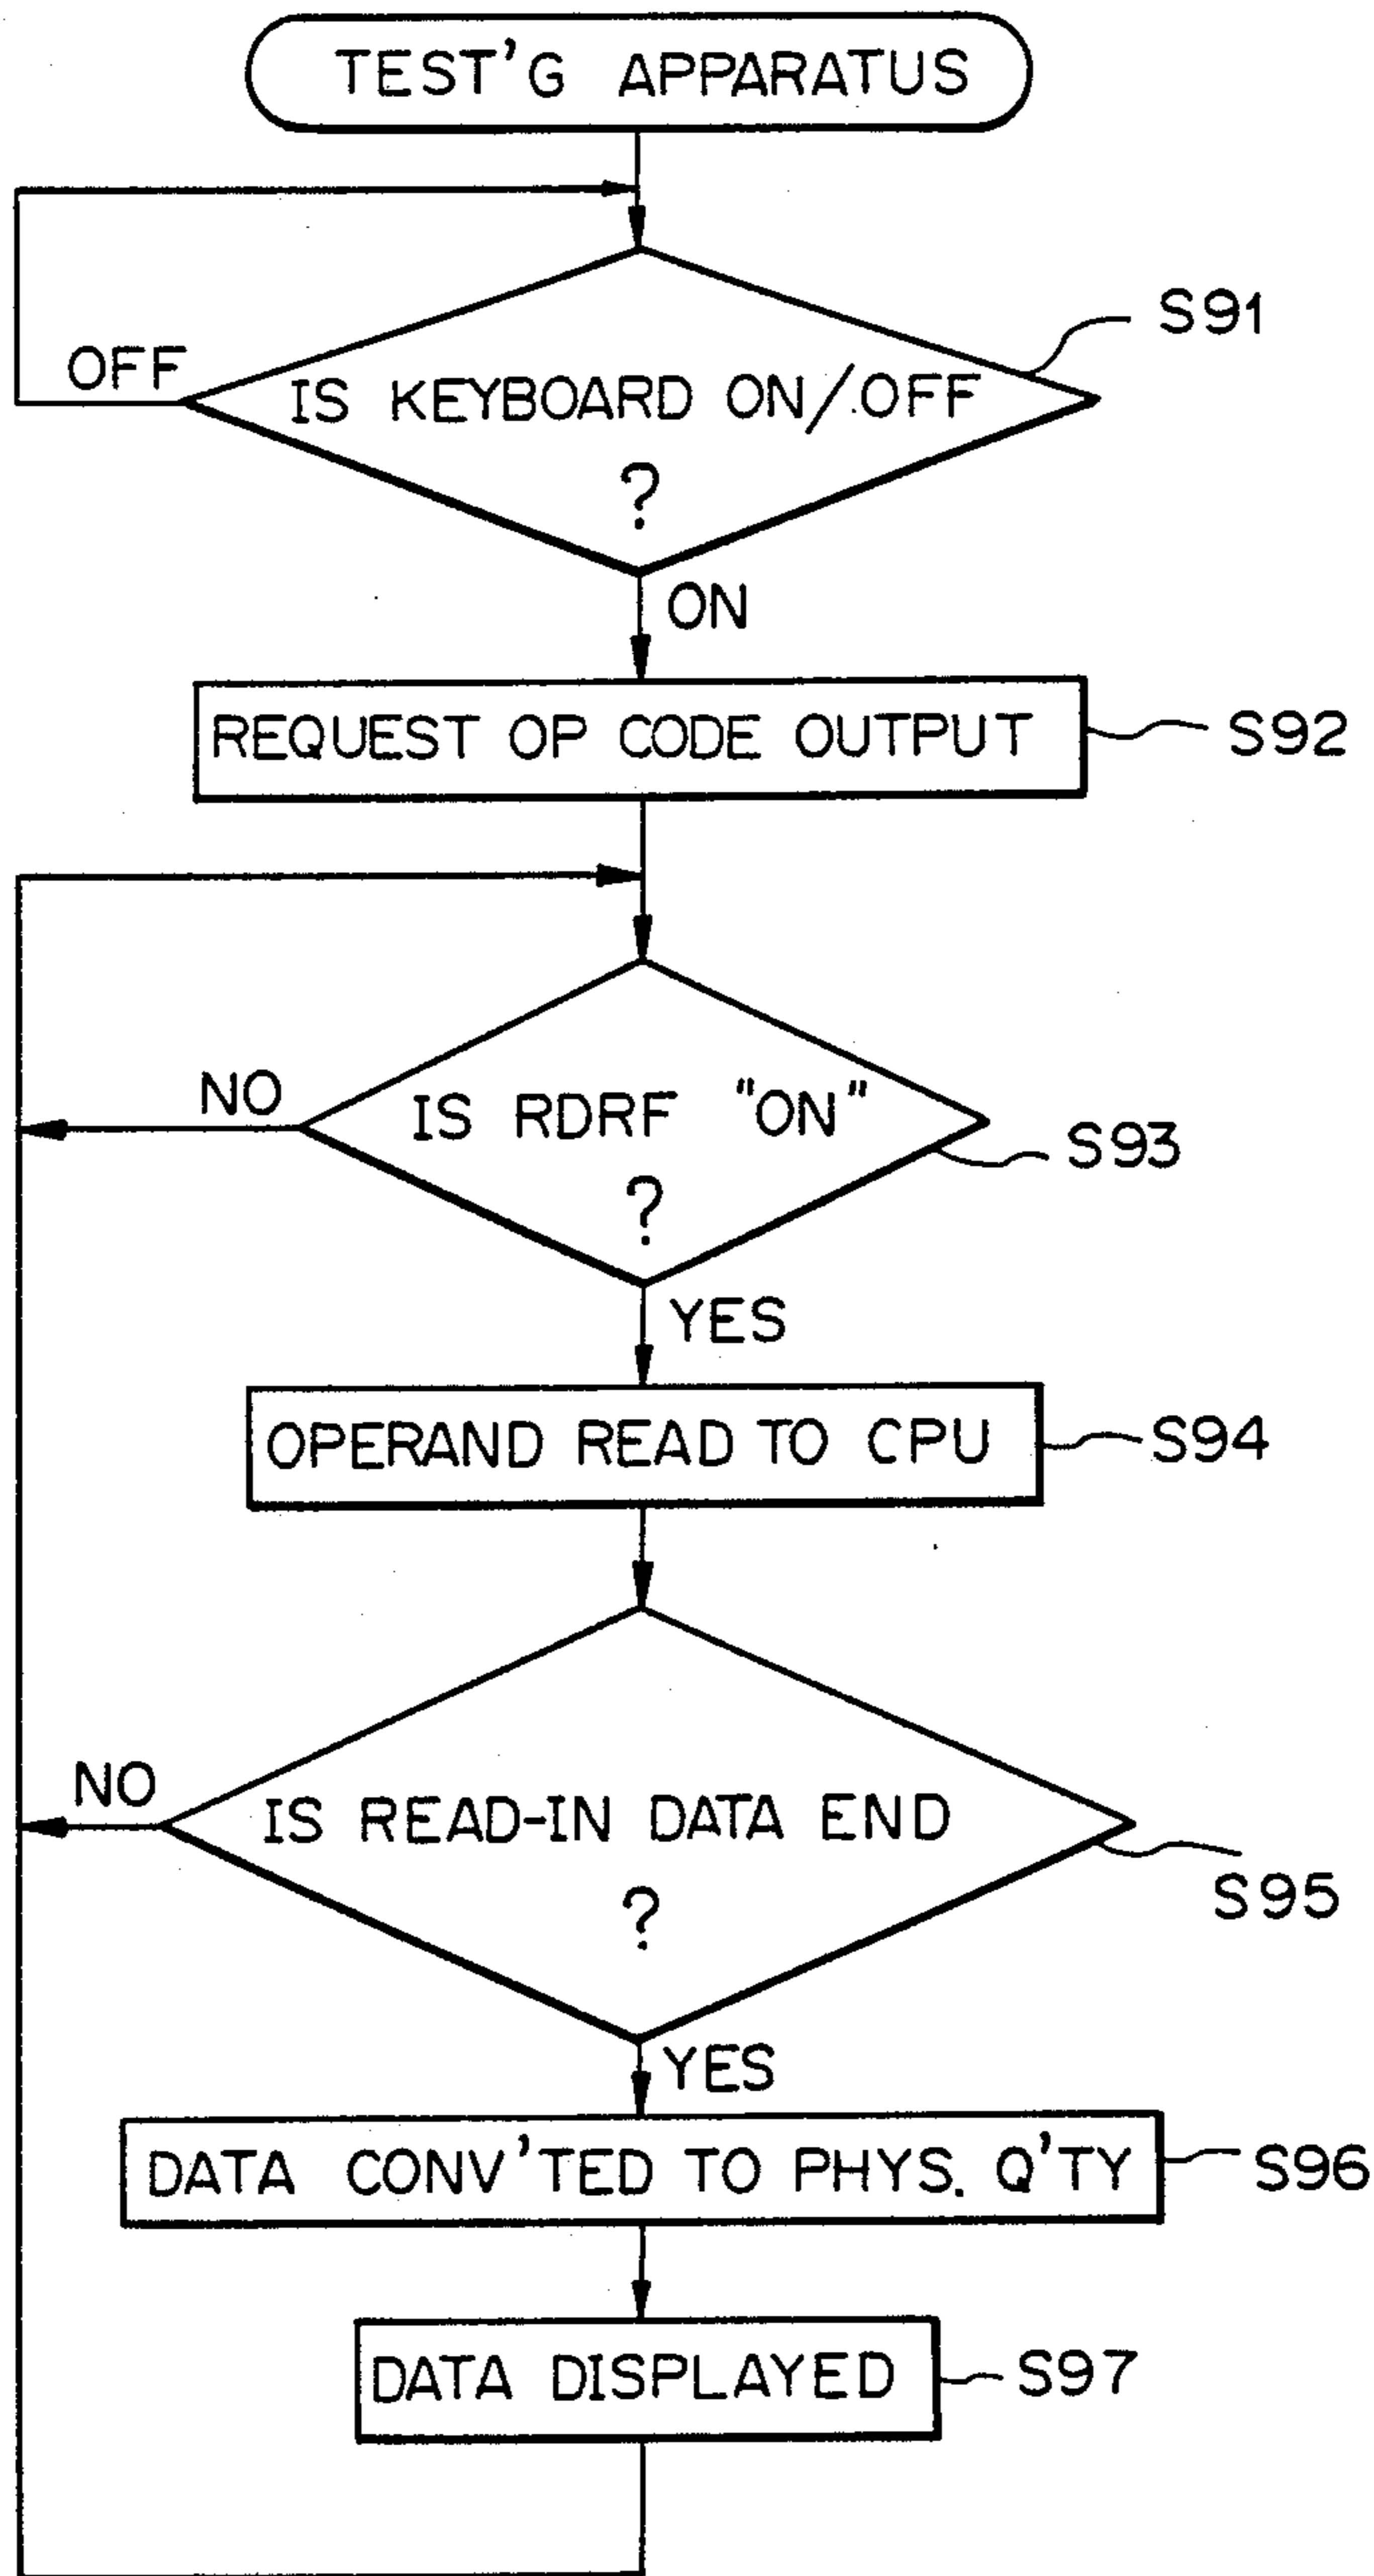 TEST'G APPARATUS
S91
OFF
IS KEYBOARD ON/OFF
?
ON
REQUEST OP CODE OUTPUT
S92
NO
IS RDRF "ON"
?
S93
YES
OPERAND READ TO CPU
S94
NO
IS READ-IN DATA END
?
S95
YES
DATA CONV'TED TO PHYS. Q'TY
S96
DATA DISPLAYED
S97